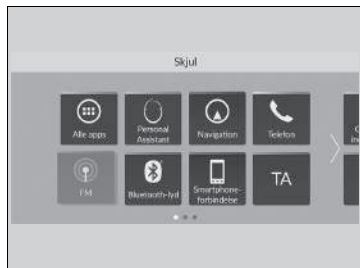 Skjul
Alle apps
Personal
Assistant
Navigation
Telefon
FM
Bluetooth-lyd
Smartphone-
forbindelse
TA